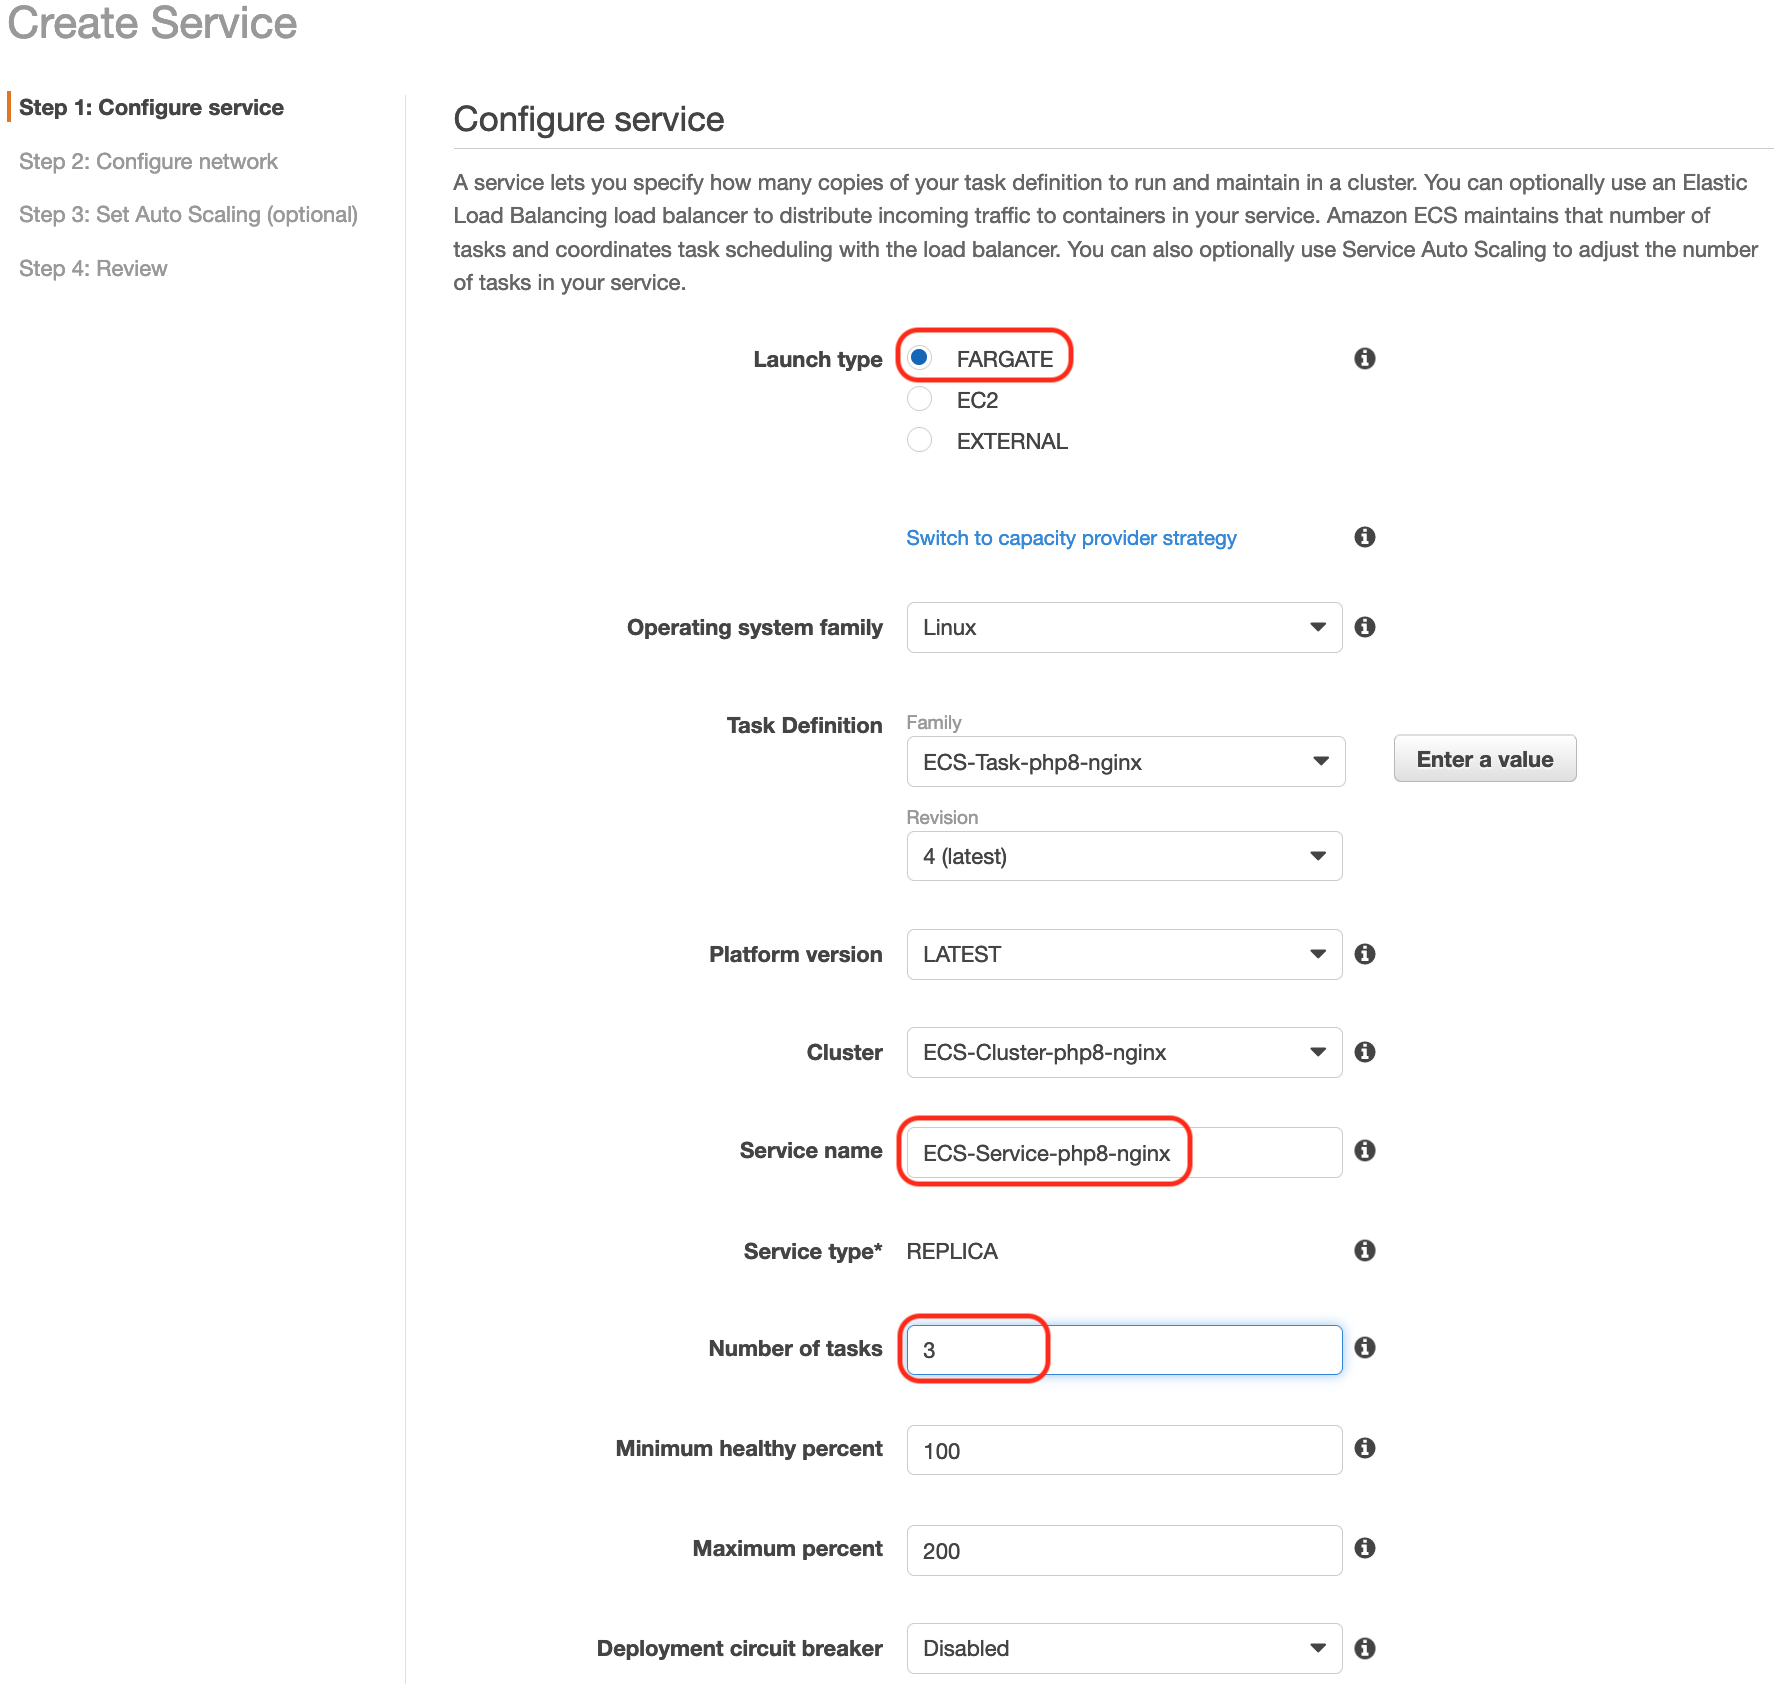 Create Service
Step 1: Configure service
Step 2: Configure network
Step 3: Set Auto Scaling (optional)
Step 4: Review
Configure service
A service lets you specify how many copies of your task definition to run and maintain in a cluster. You can optionally use an Elastic
Load Balancing load balancer to distribute incoming traffic to containers in your service. Amazon ECS maintains that number of
tasks and coordinates task scheduling with the load balancer. You can also optionally use Service Auto Scaling to adjust the number
of tasks in your service.
Launch type FARGATE
EC2
EXTERNAL
Switch to capacity provider strategy
Operating system family Linux
Task Definition Family
ECS-Task-php8-nginx Enter a value
Revision
4 (latest)
Platform version LATEST
Cluster ECS-Cluster-php8-nginx
Service name ECS-Service-php8-nginx
Service type* REPLICA
Number of tasks 3
Minimum healthy percent 100
Maximum percent 200
Deployment circuit breaker Disabled